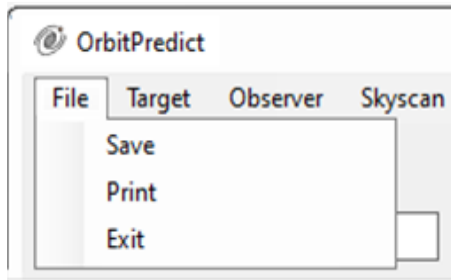 OrbitPredict
File Target Observer Skyscan
Save
Print
Exit